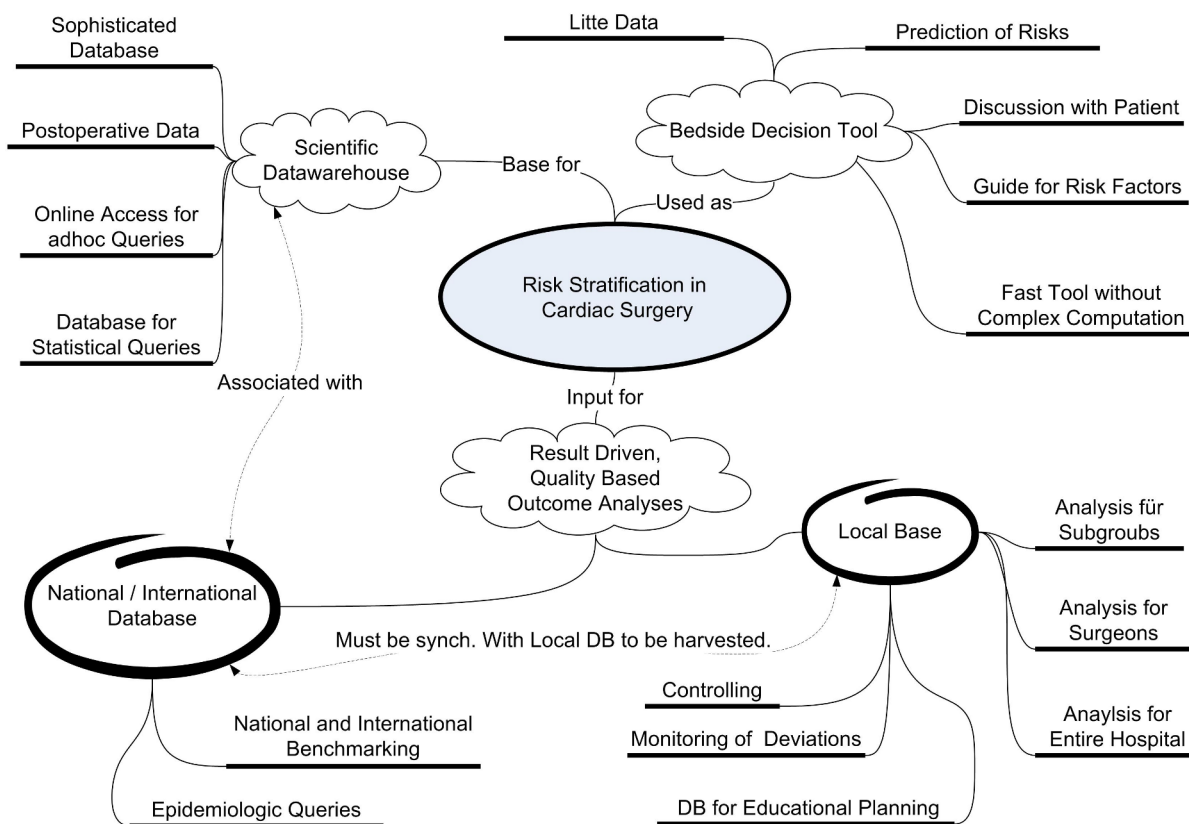 Sophisticated
Database
Postoperative Data
Online Access for
adhoc Queries
Database for
Statistical Queries
Scientific
Datawarehouse
Base for
Litte Data
Prediction of Risks
Bedside Decision Tool
Discussion with Patient
Guide for Risk Factors
Fast Tool without
Complex Computation
Used as
Risk Stratification in
Cardiac Surgery
Associated with
Input for
Result Driven,
Quality Based
Outcome Analyses
Local Base
Analysis für
Subgroubs
Analysis for
Surgeons
Anaylsis for
Entire Hospital
National / International
Database
Must be synch. With Local DB to be harvested.
Controlling
Monitoring of Deviations
DB for Educational Planning
National and International
Benchmarking
Epidemiologic Queries